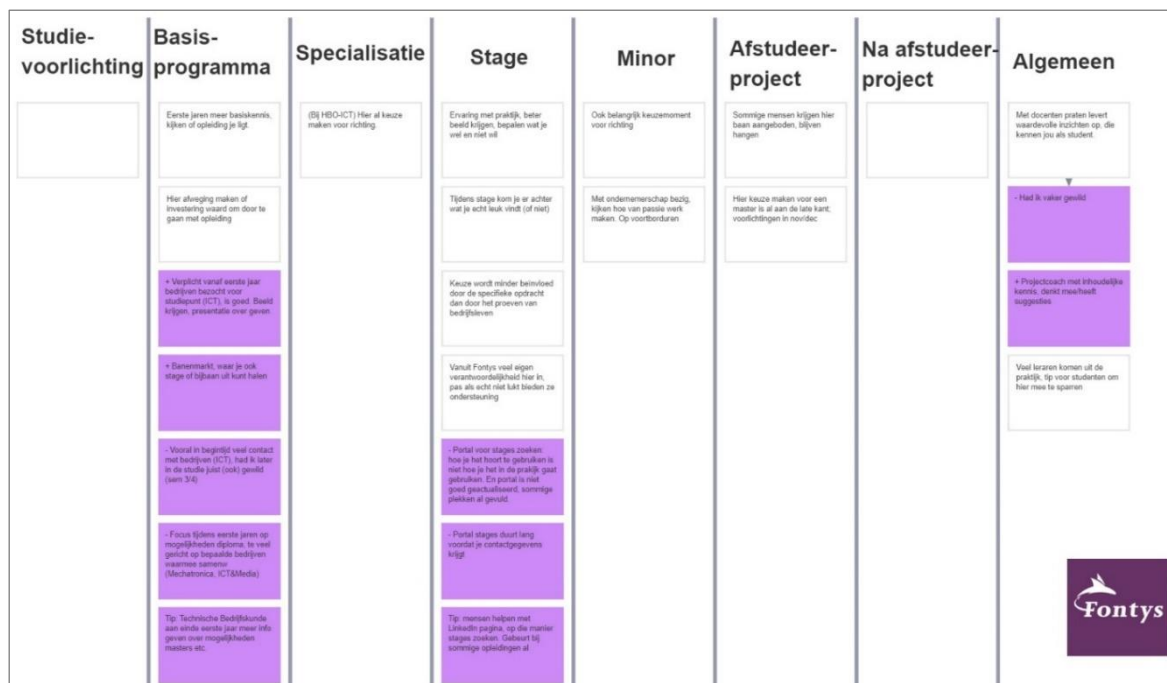 Studie-
voorlichting
Basis-
programma
Specialisatie
Stage
Minor
Afstudeer-
project
Na afstudeer-
project
Algemeen
Eerste jaren meer basiskennis,
kijken of opleiding je ligt.
Hier afweging maken of
investering waard om door te
gaan met opleiding
+ Verplicht vanaf eerste jaar
bedrijven bezocht voor
studiepunt (ICT), is goed. Beeld
krijgen, presentatie over geven
+ Banenmarkt, waar je ook
stage of bijbaan uit kunt halen
- Vooral in begintijd veel contact
met bedrijven (ICT), had ik later
in de studie juist (ook) gewild
(sem 3/4)
- Focus tijdens eerste jaren op
mogelijkheden diploma, te veel
gericht op bepaalde bedrijven
waarmee samenw
(Mechatronica, ICT&Media)
Tip: Technische Bedrijfskunde
aan einde eerste jaar meer info
geven over mogelijkheden
masters etc.
(Bij HBO-ICT) Hier al keuze
maken voor richting.
Ervaring met praktijk, beter
beeld krijgen, bepalen wat je
wel en niet wil
Tijdens stage kom je er achter
wat je echt leuk vindt (of niet)
Keuze wordt minder beïnvloed
door de specifieke opdracht
dan door het proeven van
bedrijfsleven
Vanuit Fontys veel eigen
verantwoordelijkheid hier in,
pas als echt niet lukt bieden ze
ondersteuning
- Portal voor stages zoeken:
hoe je het hoort te gebruiken is
niet hoe je het in de prakijk gaat
gebruiken. En portal is niet
goed geactualiseerd, sommige
plekken al gevuld.
- Portal stages duurt lang
voordat je contactgegevens
krijgt
Tip: mensen helpen met
LinkedIn pagina, op die manier
stages zoeken. Gebeurt bij
sommige opleidingen al
Ook belangrijk keuzemoment
voor richting
Met ondernemerschap bezig,
kijken hoe van passie werk
maken. Op voortborduren
Sommige mensen krijgen hier
baan aangeboden, blijven
hangen
Hier keuze maken voor een
master is al aan de late kant;
voorlichtingen in nov/dec
Met docenten praten levert
waardevolle inzichten op, die
kennen jou als student.
- Had ik vaker gewild
+ Projectcoach met inhoudelijke
kennis, denkt mee/heeft
suggesties
Veel leraren komen uit de
praktijk, tip voor studenten om
hier mee te sparren
Fontys